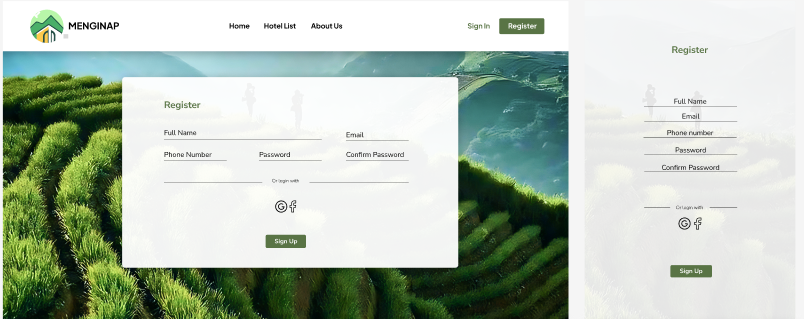 MENGINAP
Home Hotel List About Us
Sign In Register
Register
Full Name Email
Phone Number Password Confirm Password
Or login with
G f
Sign Up
Register
Full Name
Email
Phone number
Password
Confirm Password
Or login with
G f
Sign Up